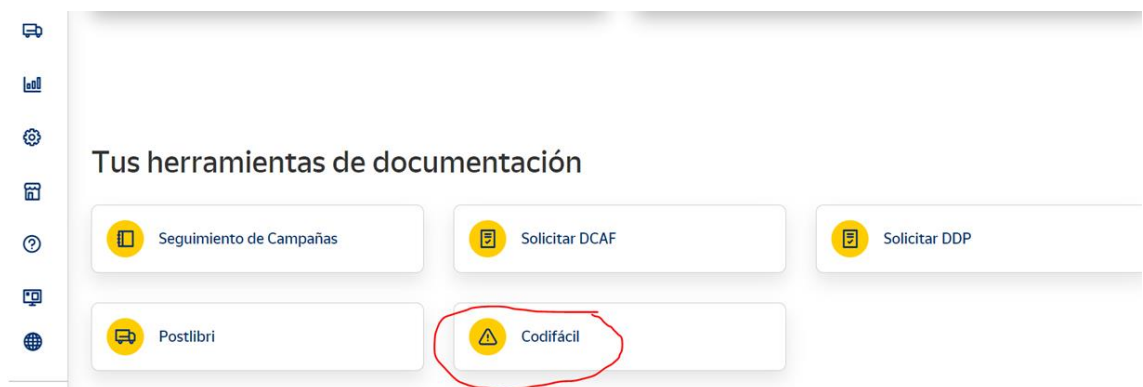 Tus herramientas de documentación
Seguimiento de Campañas
Solicitar DCAF
Solicitar DDP
Postlibri
Codifácil